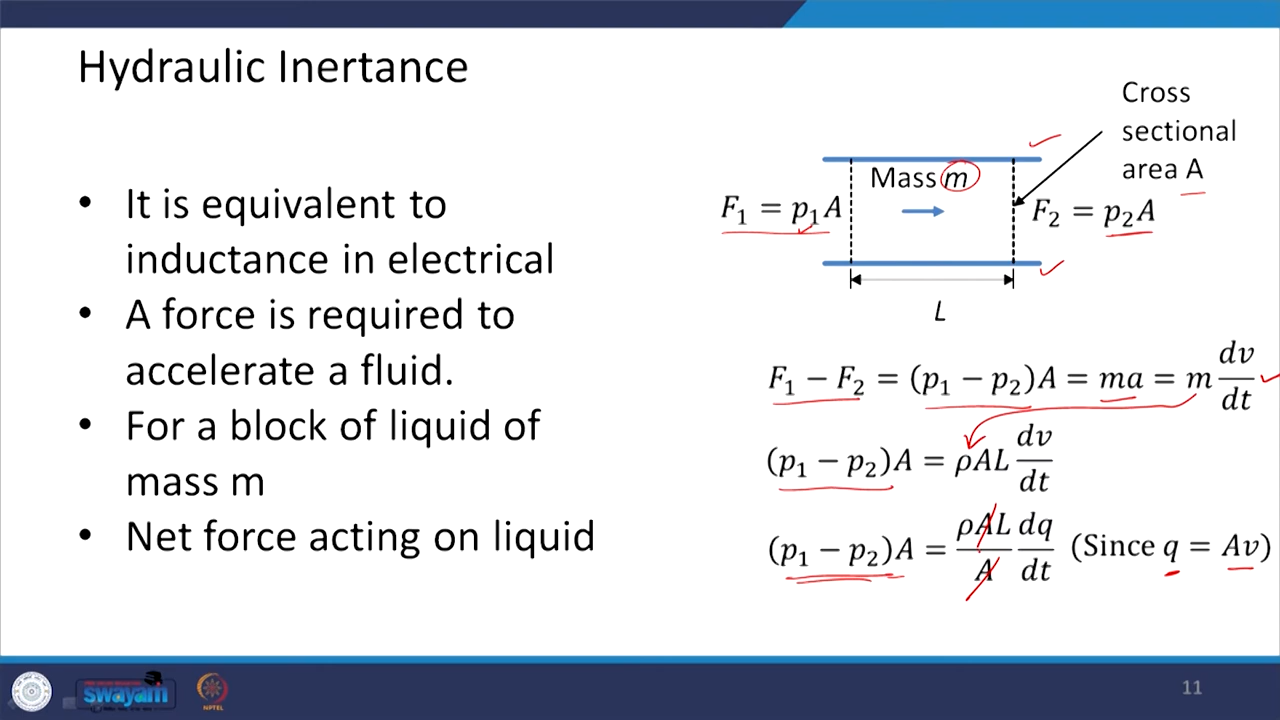 Hydraulic Inertance
• It is equivalent to
inductance in electrical
• A force is required to
accelerate a fluid.
• For a block of liquid of
mass m
• Net force acting on liquid
Cross
sectional
area A
Mass m
F₁ = p₁A
F₂ = p₂A
L
F₁ − F₂ = (p₁ − p₂)A = ma = m dv/dt
(p₁ − p₂)A = ρAL dv/dt
(p₁ − p₂)A = ρAL/A dq/dt (Since q = Av)
swayam
NPTEL
11